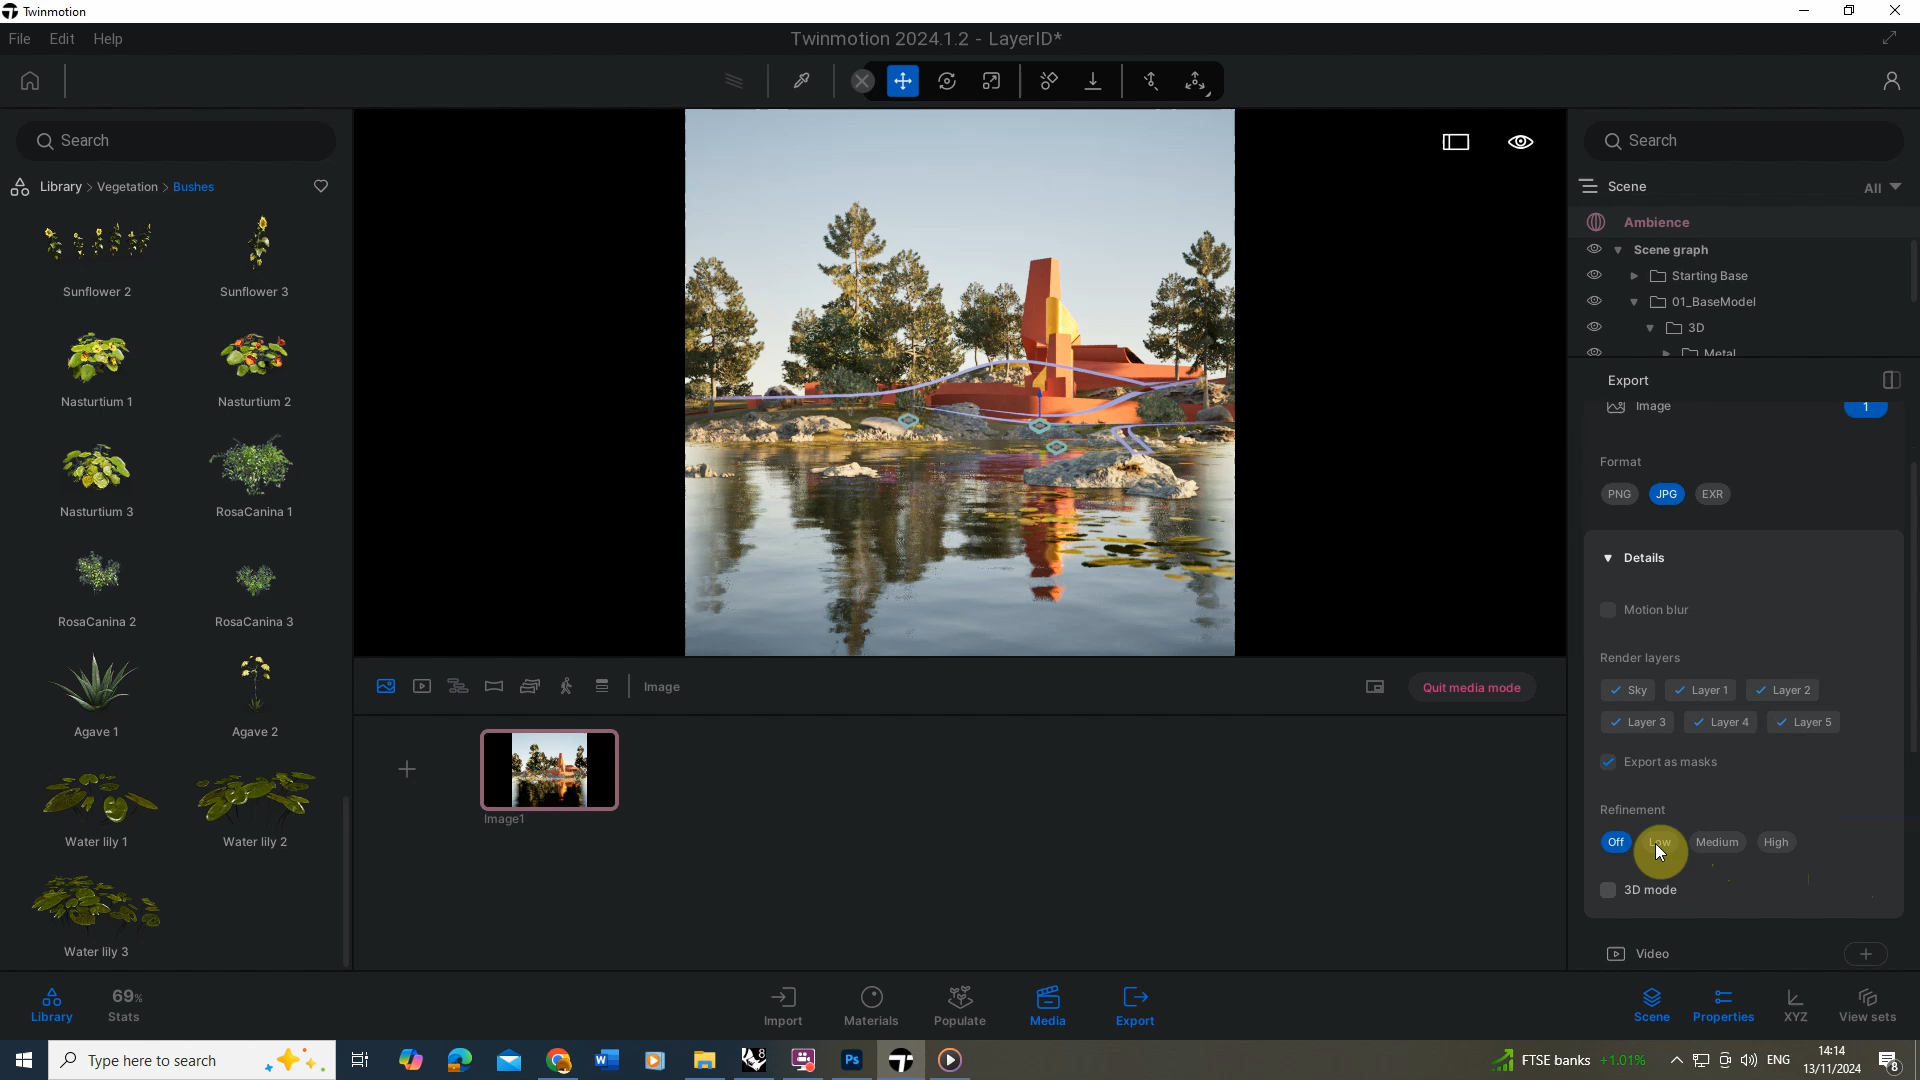 Twinmotion
File Edit Help
Twinmotion 2024.1.2 - LayerID*
Search
Library > Vegetation > Bushes
Sunflower 2
Sunflower 3
Nasturtium 1
Nasturtium 2
Nasturtium 3
RosaCanina 1
RosaCanina 2
RosaCanina 3
Agave 1
Agave 2
Water lily 1
Water lily 2
Water lily 3
Image
Quit media mode
Image1
Search
Scene
All
Ambience
Scene graph
Starting Base
01_BaseModel
3D
Metal
Export
Image
1
Format
PNG JPG EXR
Details
Motion blur
Render layers
Sky Layer 1 Layer 2
Layer 3 Layer 4 Layer 5
Export as masks
Refinement
Off Low Medium High
3D mode
Video
Library
69%
Stats
Import
Materials
Populate
Media
Export
Scene
Properties
XYZ
View sets
Type here to search
8
Ps
FTSE banks +1.01%
ENG
14:14
13/11/2024
8